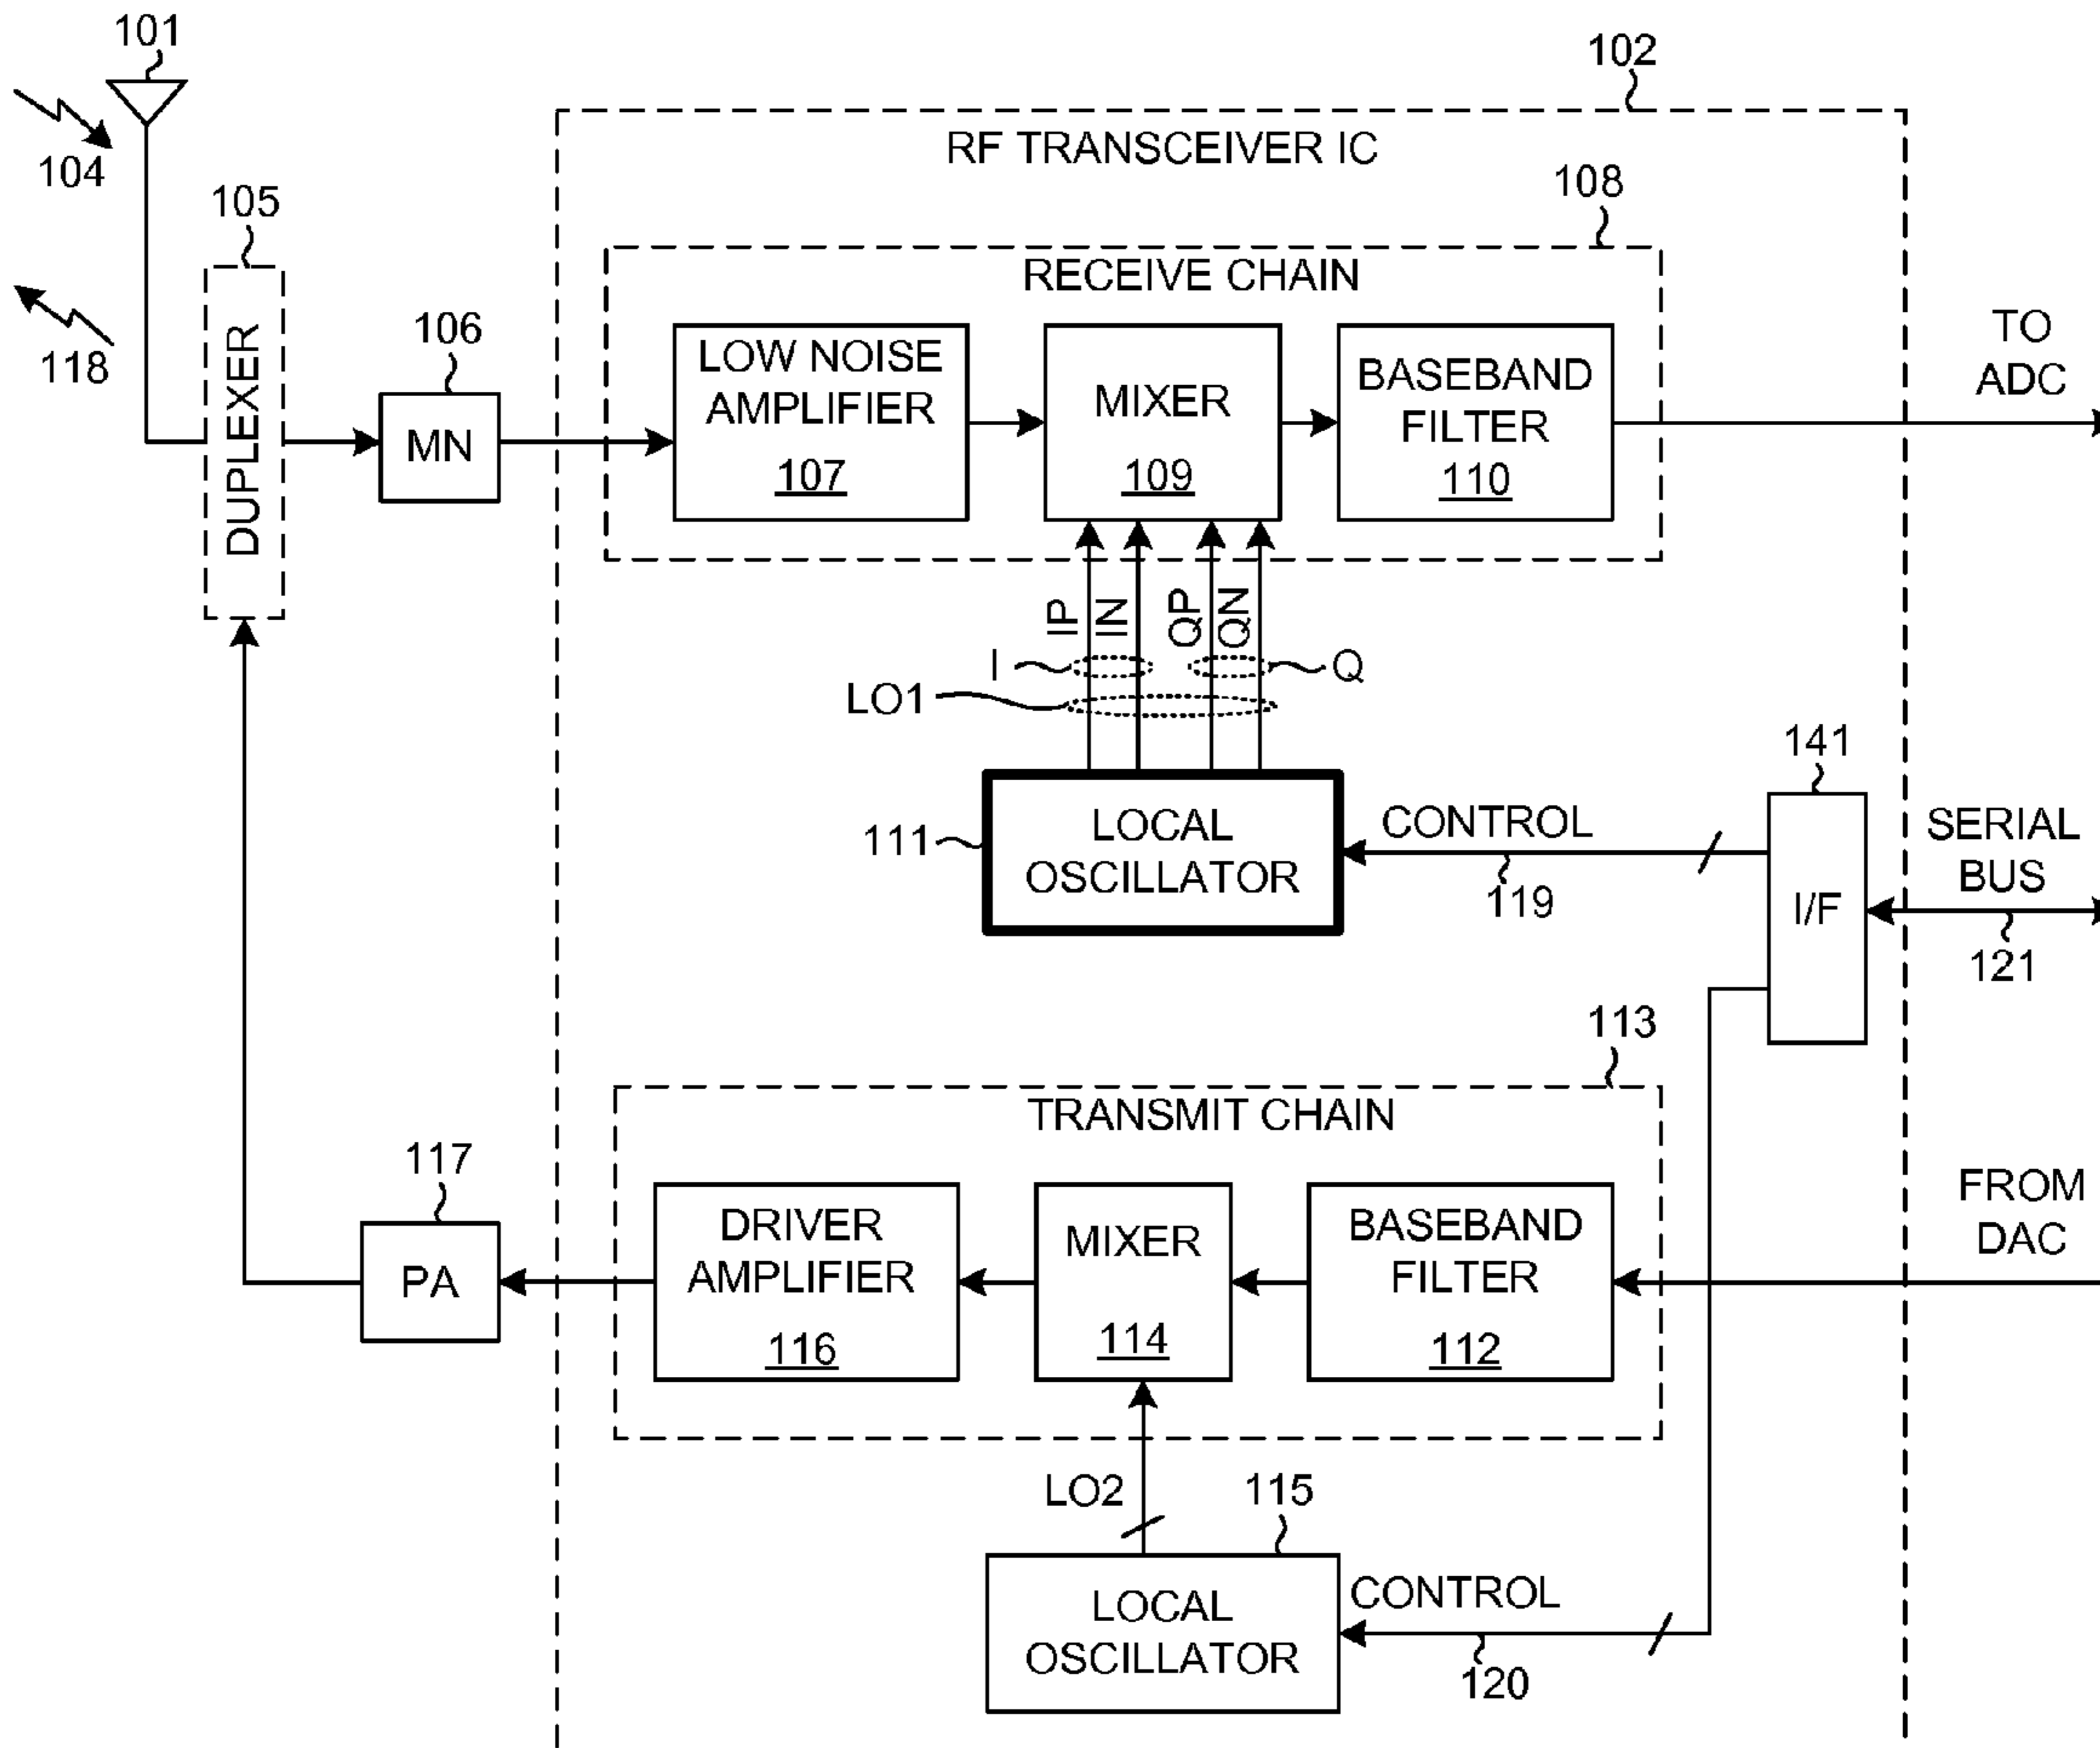 101
102
104
RF TRANSCEIVER IC
108
105
RECEIVE CHAIN
118
DUPLEXER
106
MN
LOW NOISE
AMPLIFIER
107
MIXER
109
BASEBAND
FILTER
110
TO
ADC
IP
IN
QP
QN
I
Q
LO1
141
111
LOCAL
OSCILLATOR
CONTROL
119
I/F
SERIAL
BUS
121
113
TRANSMIT CHAIN
117
PA
DRIVER
AMPLIFIER
116
MIXER
114
BASEBAND
FILTER
112
FROM
DAC
LO2
115
LOCAL
OSCILLATOR
CONTROL
120